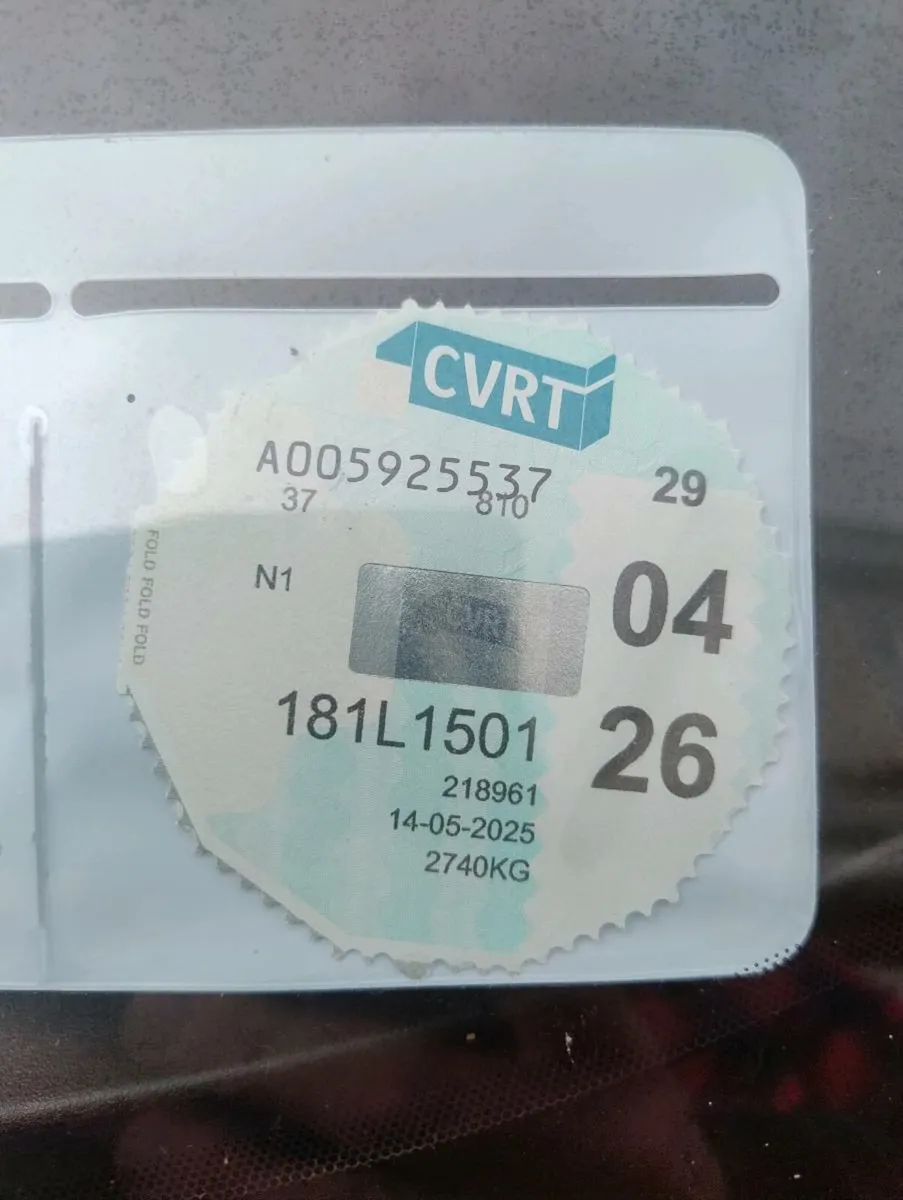 CVRT
A005925537
37 810
29
FOLD FOLD FOLD
N1
04
181L1501
26
218961
14-05-2025
2740KG